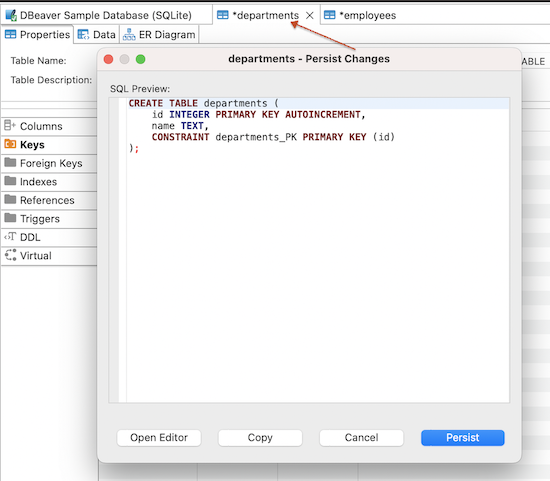 DBeaver Sample Database (SQLite)
*departments
*employees
Properties
Data
ER Diagram
departments - Persist Changes
Table Name:
ABLE
Table Description:
SQL Preview:
CREATE TABLE departments (
id INTEGER PRIMARY KEY AUTOINCREMENT,
name TEXT,
CONSTRAINT departments_PK PRIMARY KEY (id)
);
Columns
Keys
Foreign Keys
Indexes
References
Triggers
DDL
Virtual
Open Editor
Copy
Cancel
Persist